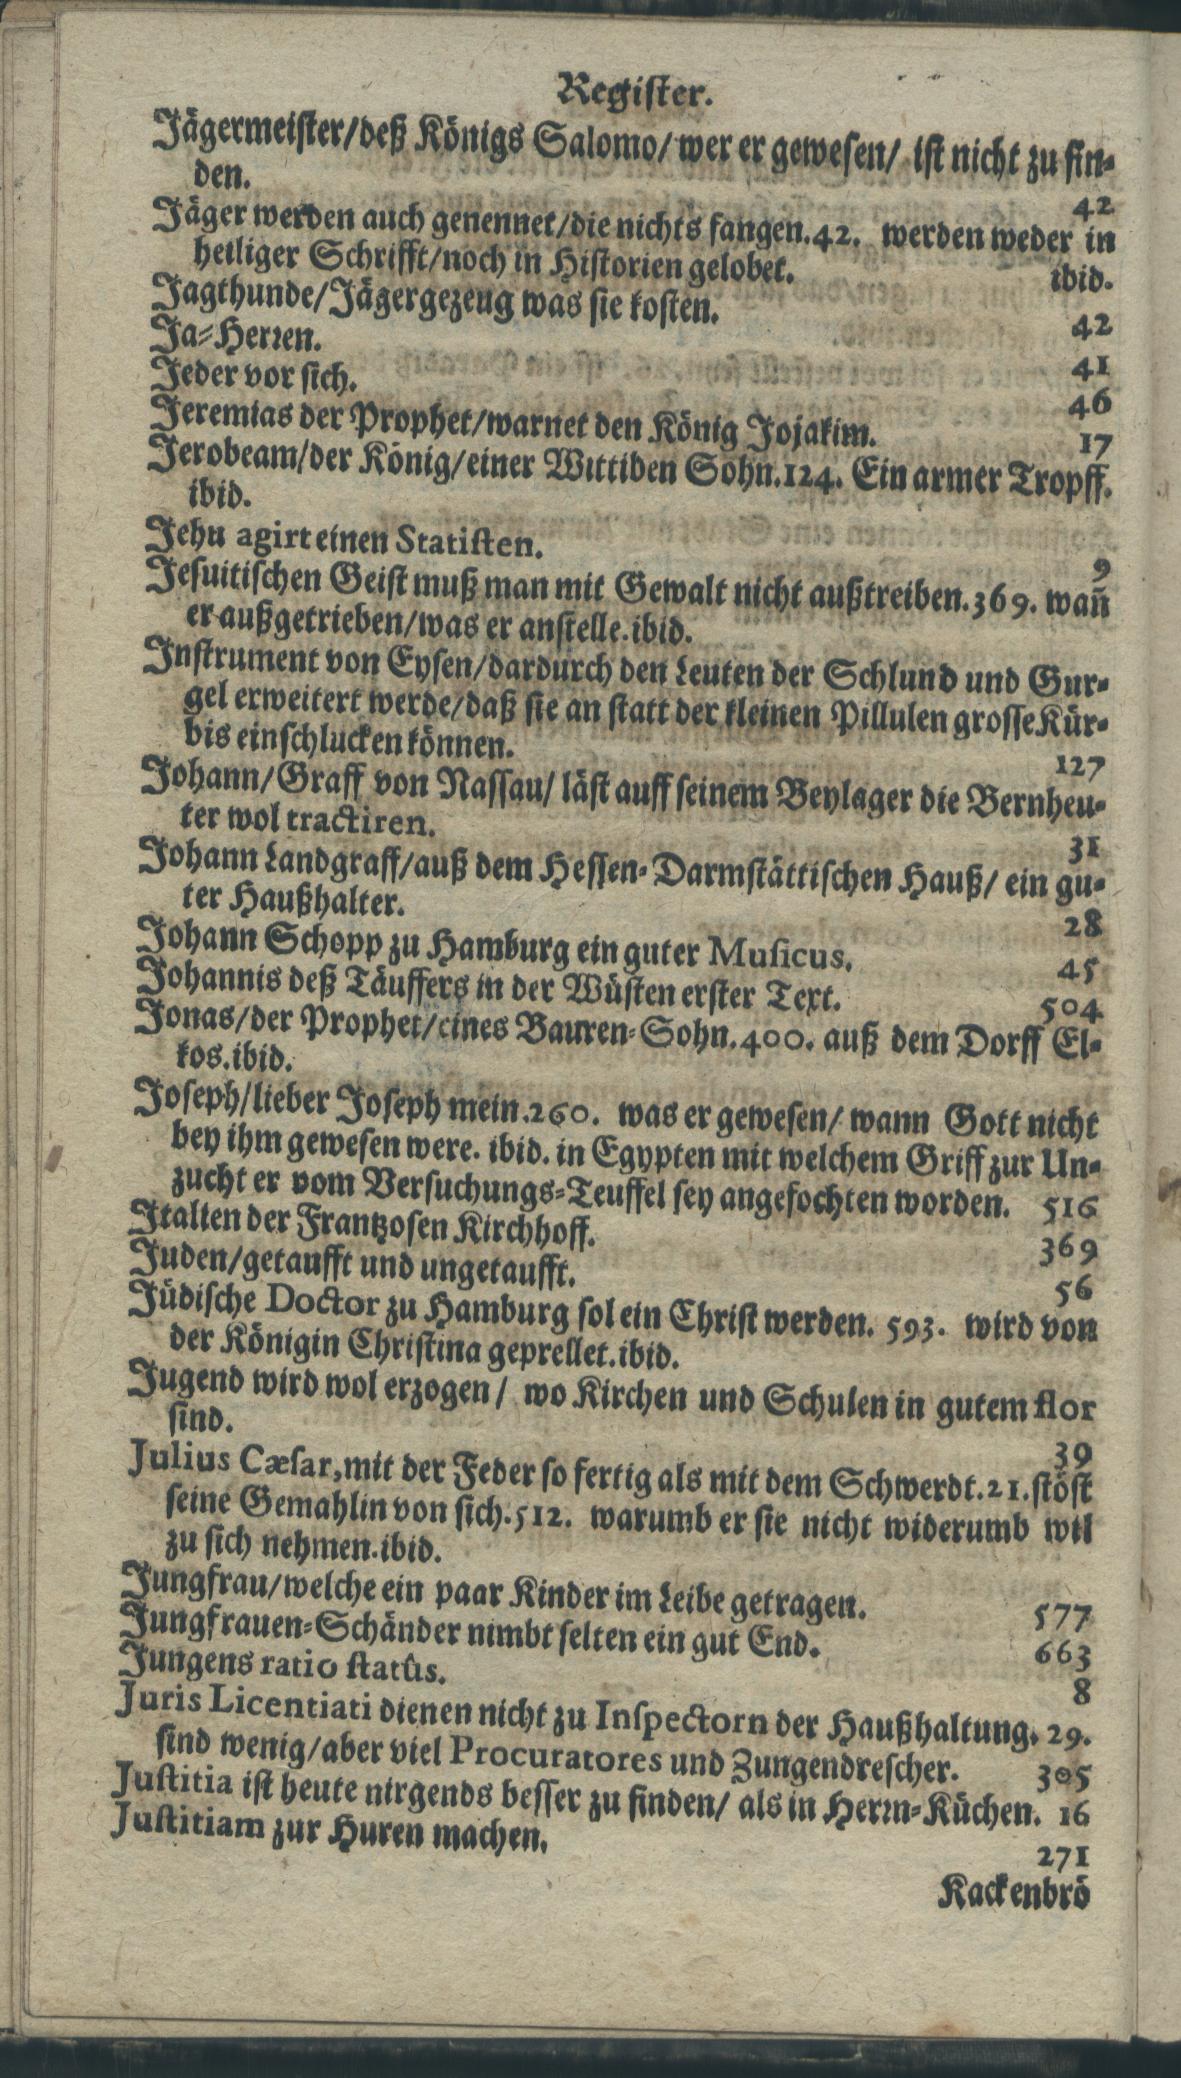 Register.
Jägermeister/deß Königs Salomo/ wer er gewesen/ ist nicht zu fin-
den. 42
Jäger werden auch genennet/die nichts fangen.42. werden weder in
heiliger Schrifft/noch in Historien gelobet. ibid.
Jagthunde/Jägergezeug was sie kosten. 42
Ja-Herren. 41
Jeder vor sich. 46
Jeremias der Prophet/warnet den König Jojakim. 17
Jerobeam/der König/einer Wittiben Sohn.124. Ein armer Tropff.
ibid.
Jehu agirt einen Statisten. 9
Jesuitischen Geist muß man mit Gewalt nicht außtreiben.369. wañ
er außgetrieben/was er anstelle.ibid.
Instrument von Eysen/dardurch den Leuten der Schlund und Gur-
gel erweitert werde/daß sie an statt der kleinen Pillulen grosse Kür-
bis einschlucken können. 127
Johann/Graff von Nassau/ läst auff seinem Beylager die Bernheu-
ter wol tractiren. 31
Johann Landgraff/auß dem Hessen-Darmstättischen Hauß/ ein gu-
ter Haußhalter. 28
Johann Schopp zu Hamburg ein guter Musicus. 45
Johannis deß Täuffers in der Wüsten erster Text. 504
Jonas/der Prophet/eines Bauren-Sohn.400. auß dem Dorff El-
kos.ibid.
Joseph/lieber Joseph mein.260. was er gewesen/ wann Gott nicht
bey ihm gewesen were. ibid. in Egypten mit welchem Griff zur Un-
zucht er vom Versuchungs-Teuffel sey angefochten worden. 516
Italien der Frantzosen Kirchhoff. 369
Juden/getaufft und ungetaufft. 56
Jüdische Doctor zu Hamburg sol ein Christ werden. 593. wird von
der Königin Christina geprellet.ibid.
Jugend wird wol erzogen/ wo Kirchen und Schulen in gutem flor
sind. 39
Julius Cæsar,mit der Feder so fertig als mit dem Schwerdt.21.stöst
seine Gemahlin von sich.512. warumb er sie nicht widerumb wil
zu sich nehmen.ibid.
Jungfrau/welche ein paar Kinder im Leibe getragen. 577
Jungfrauen-Schänder nimbt selten ein gut End. 663
Jungens ratio statûs. 8
Juris Licentiati dienen nicht zu Inspectorn der Haußhaltung. 29.
sind wenig/aber viel Procuratores und Zungendrescher. 305
Justitia ist heute nirgends besser zu finden/ als in Herrn-Küchen. 16
Justitiam zur Huren machen. 271
Kackenbrö